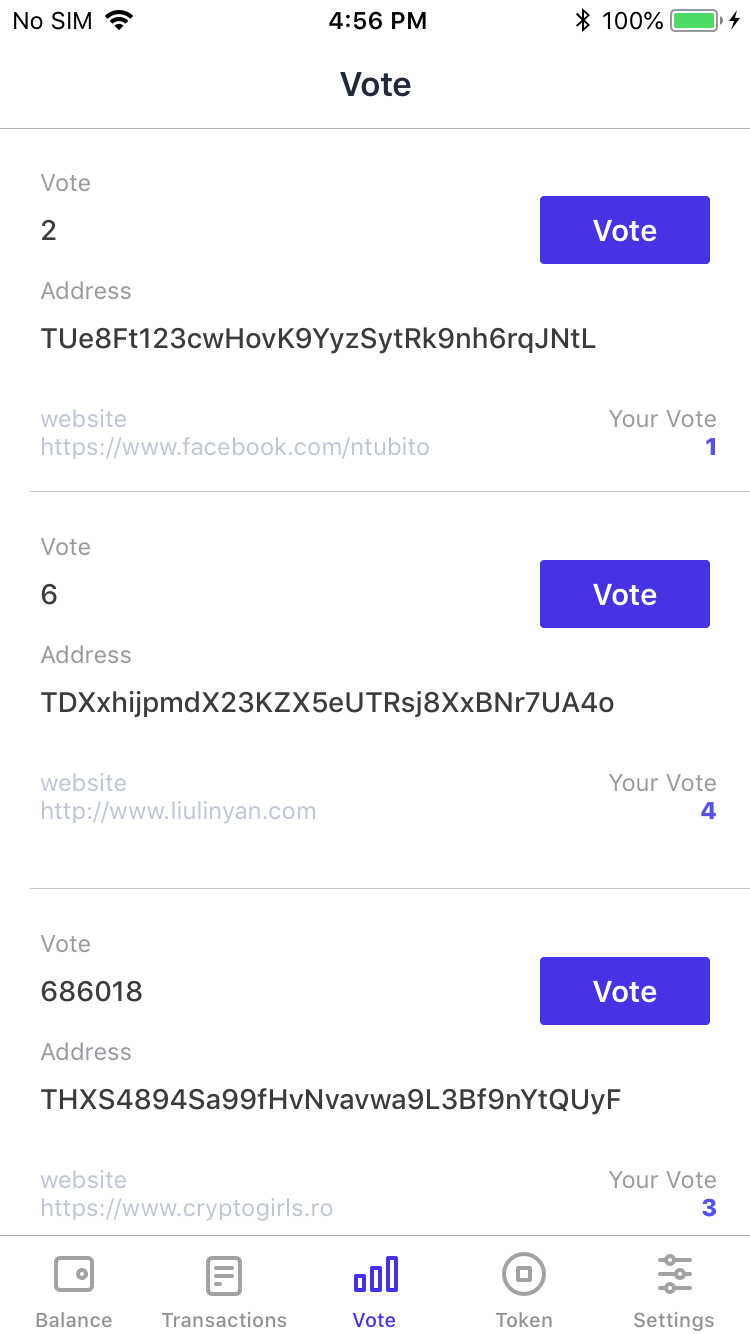 No SIM 4:56 PM 100%
Vote
Vote
2 Vote
Address
TUe8Ft123cwHovK9YyzSytRk9nh6rqJNtL
website Your Vote
https://www.facebook.com/ntubito 1
Vote
6 Vote
Address
TDXxhijpmdX23KZX5eUTRsj8XxBNr7UA4o
website Your Vote
http://www.liulinyan.com 4
Vote
686018 Vote
Address
THXS4894Sa99fHvNvavwa9L3Bf9nYtQUyF
website Your Vote
https://www.cryptogirls.ro 3
Balance Transactions Vote Token Settings